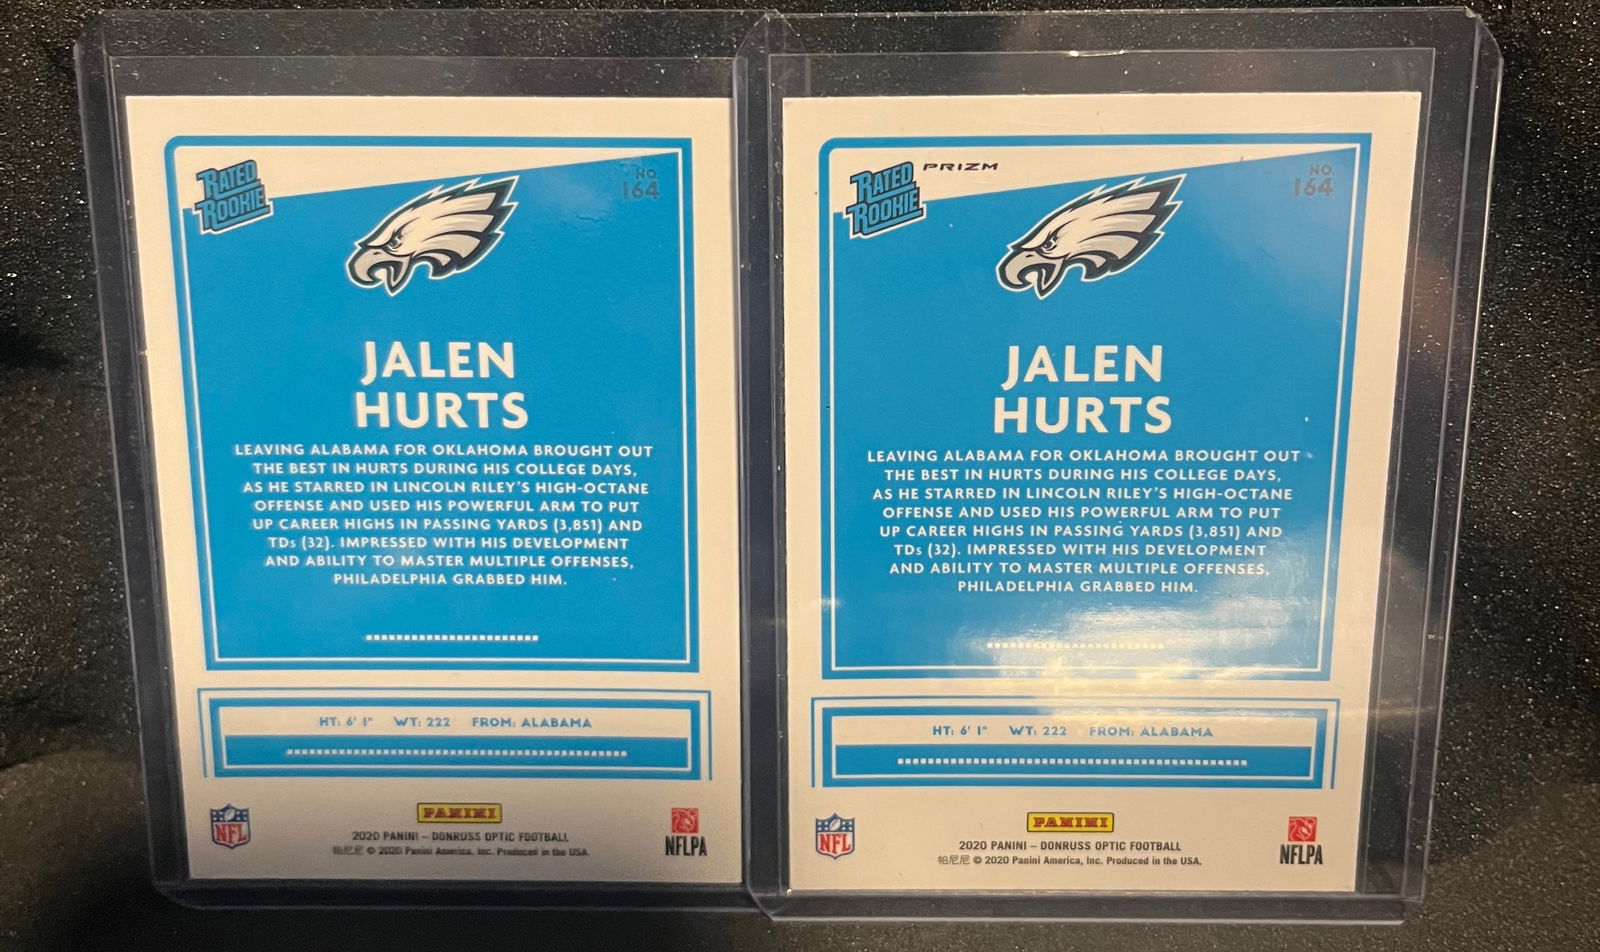 RATED
ROOKIE
NO.
164
JALEN
HURTS
LEAVING ALABAMA FOR OKLAHOMA BROUGHT OUT
THE BEST IN HURTS DURING HIS COLLEGE DAYS,
AS HE STARRED IN LINCOLN RILEY'S HIGH-OCTANE
OFFENSE AND USED HIS POWERFUL ARM TO PUT
UP CAREER HIGHS IN PASSING YARDS (3,851) AND
TDs (32). IMPRESSED WITH HIS DEVELOPMENT
AND ABILITY TO MASTER MULTIPLE OFFENSES,
PHILADELPHIA GRABBED HIM.
HT: 6' 1" WT: 222 FROM: ALABAMA
NFL
PANINI
2020 PANINI – DONRUSS OPTIC FOOTBALL
帕尼尼 © 2020 Panini America, Inc. Produced in the USA.
NFLPA
RATED
ROOKIE
PRIZM
NO.
164
JALEN
HURTS
LEAVING ALABAMA FOR OKLAHOMA BROUGHT OUT
THE BEST IN HURTS DURING HIS COLLEGE DAYS,
AS HE STARRED IN LINCOLN RILEY'S HIGH-OCTANE
OFFENSE AND USED HIS POWERFUL ARM TO PUT
UP CAREER HIGHS IN PASSING YARDS (3,851) AND
TDs (32). IMPRESSED WITH HIS DEVELOPMENT
AND ABILITY TO MASTER MULTIPLE OFFENSES,
PHILADELPHIA GRABBED HIM.
HT: 6' 1" WT: 222 FROM: ALABAMA
NFL
PANINI
2020 PANINI – DONRUSS OPTIC FOOTBALL
帕尼尼 © 2020 Panini America, Inc. Produced in the USA.
NFLPA